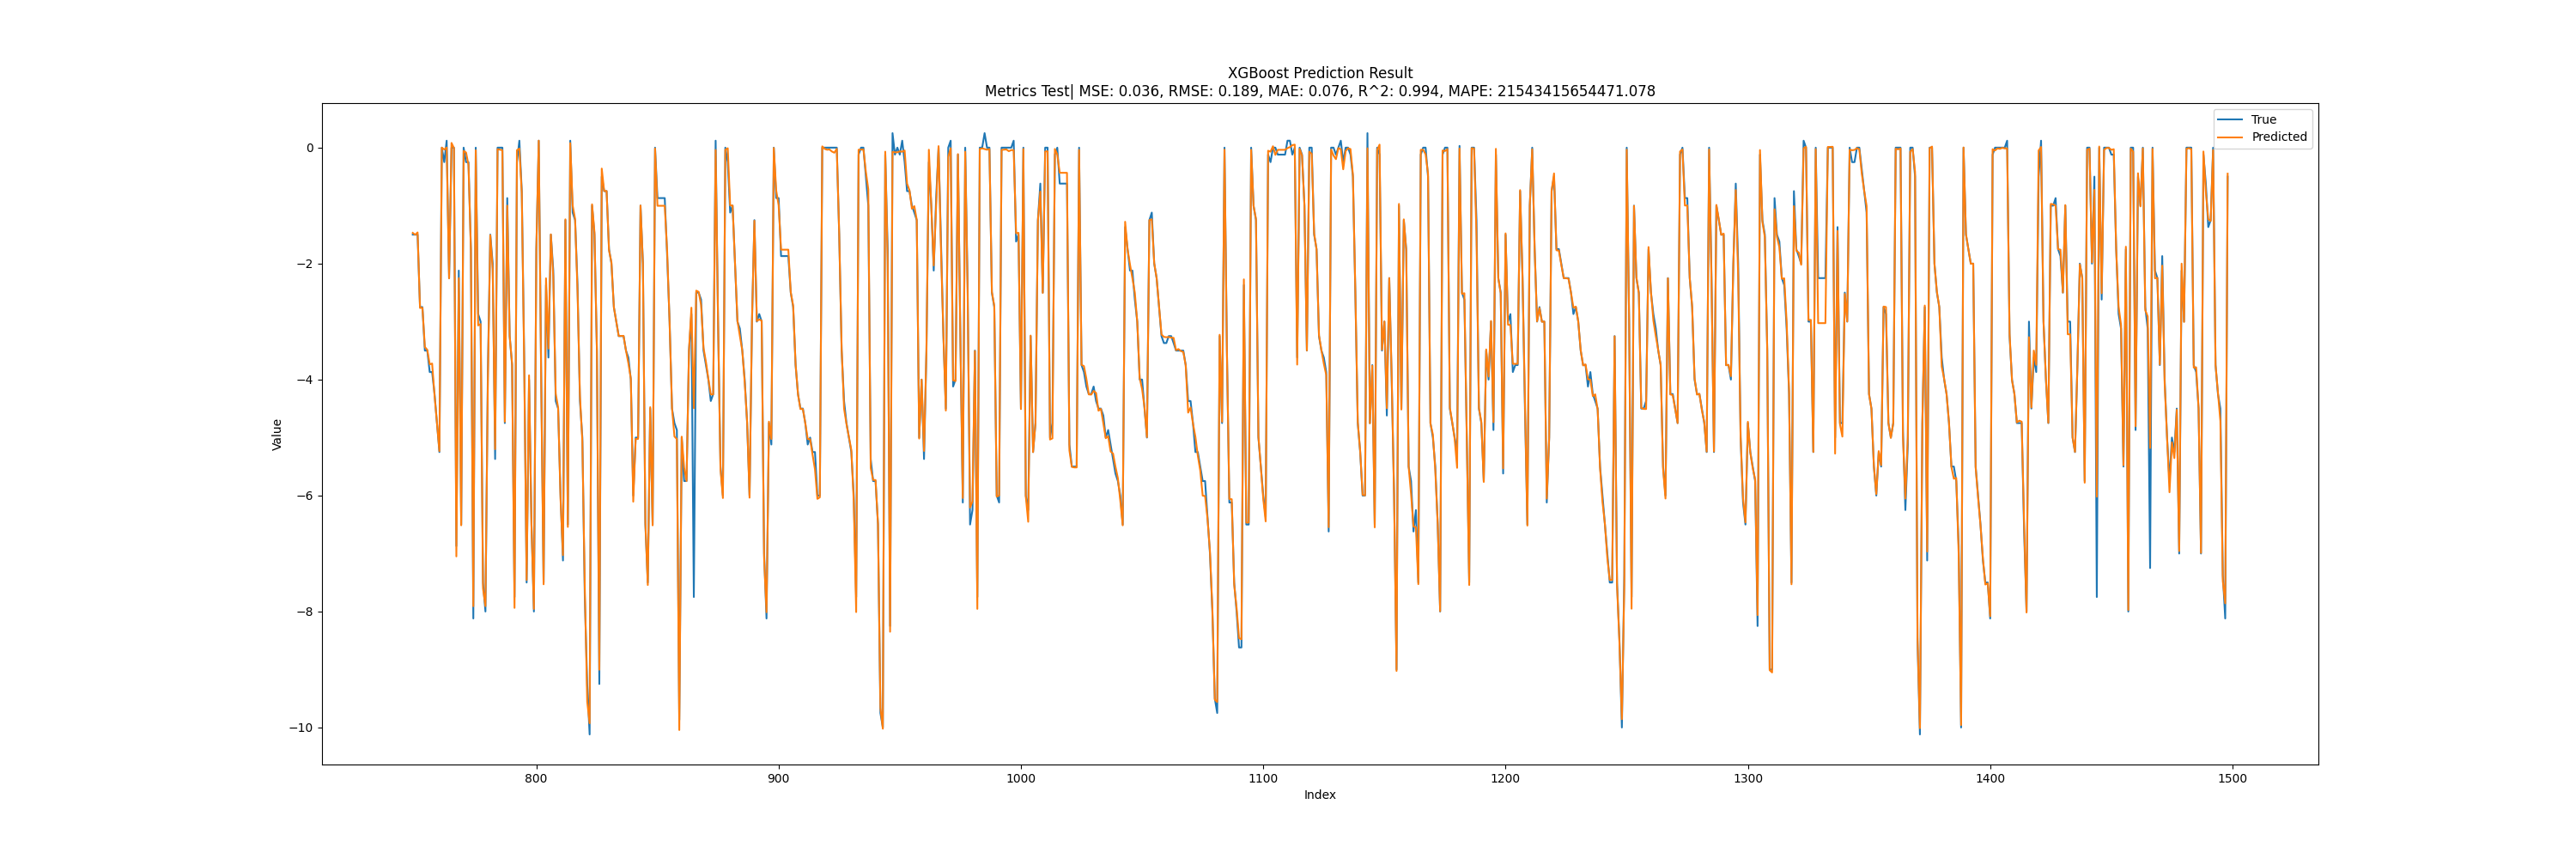 XGBoost Prediction Result
Metrics Test| MSE: 0.036, RMSE: 0.189, MAE: 0.076, R^2: 0.994, MAPE: 21543415654471.078
True
Predicted
0
−2
−4
−6
−8
−10
Value
800
900
1000
1100
1200
1300
1400
1500
Index